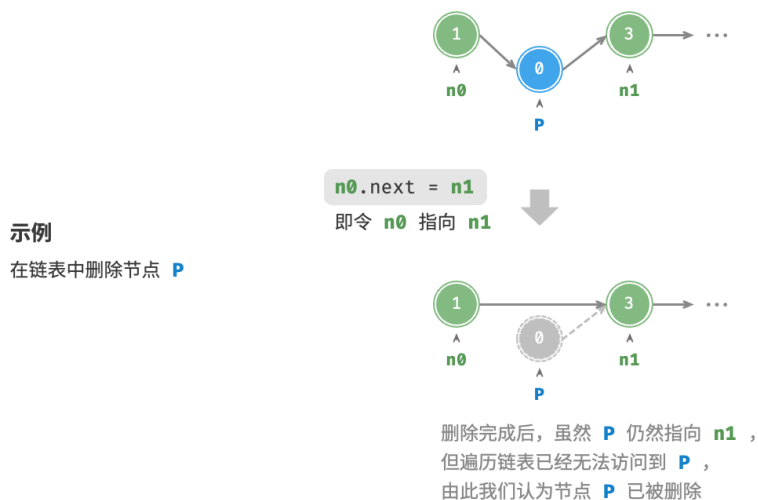 1 0 3 ...
n0 P n1
n0.next = n1
即令 n0 指向 n1
示例
在链表中删除节点 P
1 0 3 ...
n0 P n1
删除完成后，虽然 P 仍然指向 n1 ，
但遍历链表已经无法访问到 P ，
由此我们认为节点 P 已被删除